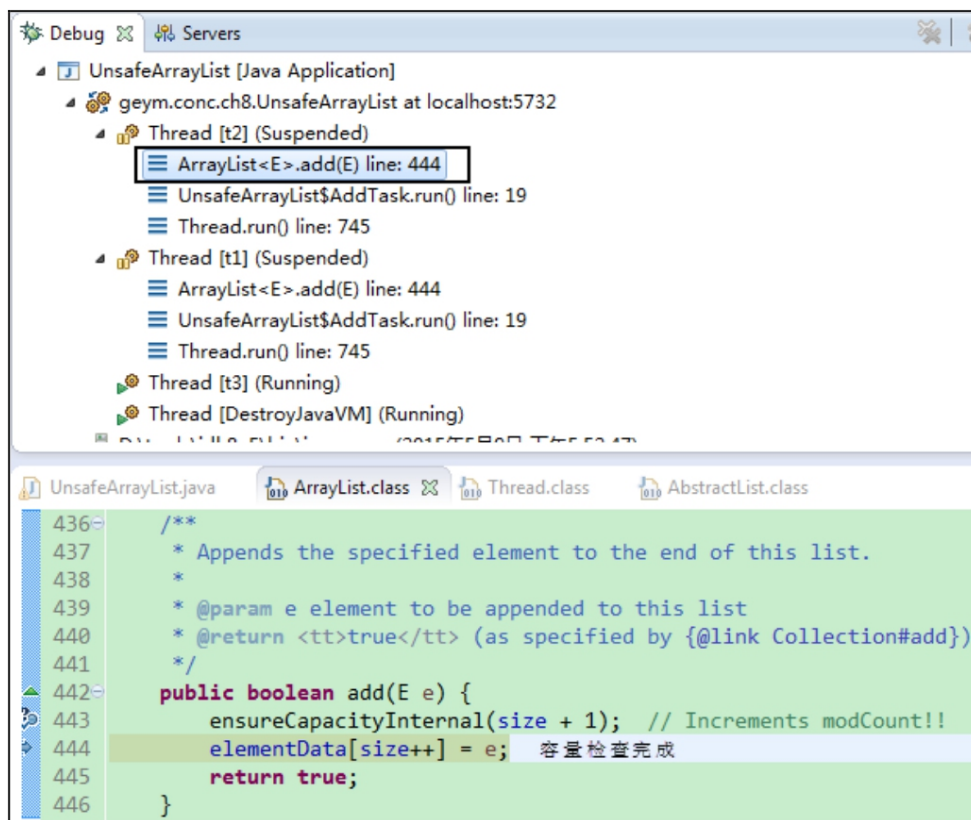 Debug Servers
UnsafeArrayList [Java Application]
geym.conc.ch8.UnsafeArrayList at localhost:5732
Thread [t2] (Suspended)
ArrayList<E>.add(E) line: 444
UnsafeArrayList$AddTask.run() line: 19
Thread.run() line: 745
Thread [t1] (Suspended)
ArrayList<E>.add(E) line: 444
UnsafeArrayList$AddTask.run() line: 19
Thread.run() line: 745
Thread [t3] (Running)
Thread [DestroyJavaVM] (Running)
UnsafeArrayList.java ArrayList.class Thread.class AbstractList.class
436 /**
437 * Appends the specified element to the end of this list.
438 *
439 * @param e element to be appended to this list
440 * @return <tt>true</tt> (as specified by {@link Collection#add})
441 */
442 public boolean add(E e) {
443 ensureCapacityInternal(size + 1); // Increments modCount!!
444 elementData[size++] = e; 容量检查完成
445 return true;
446 }